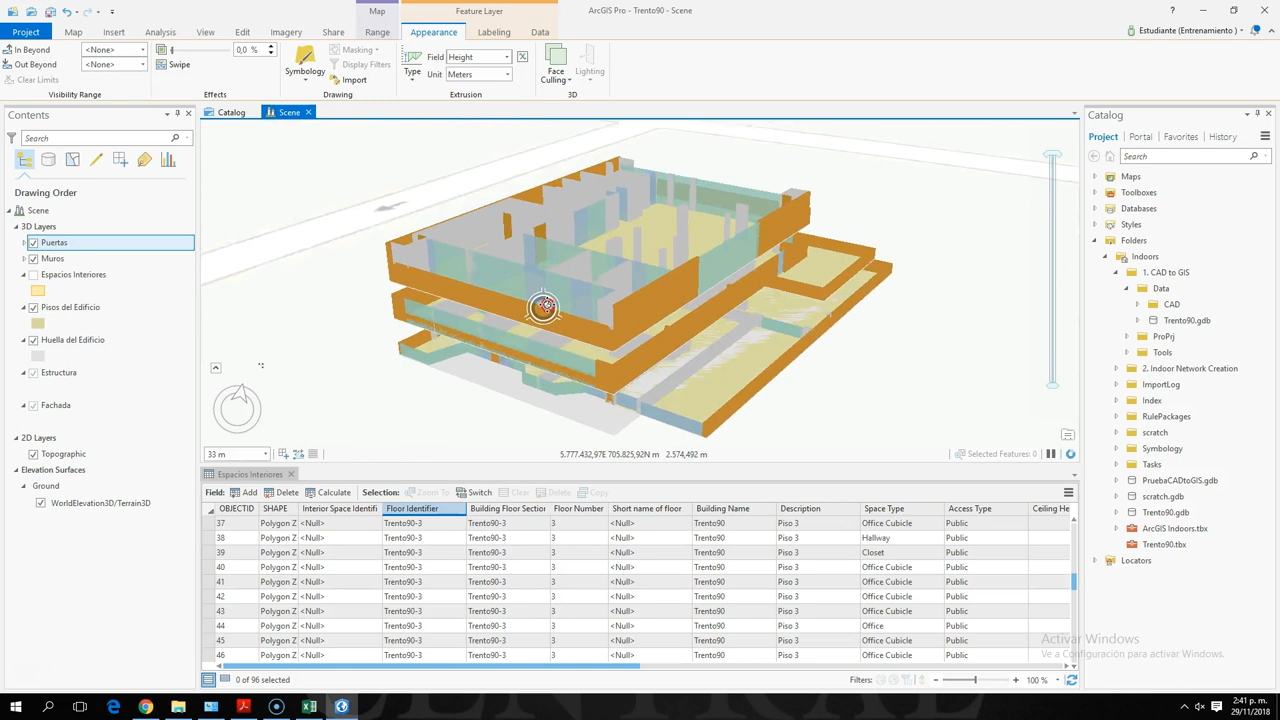 ArcGIS Pro - Trento90 - Scene
Map
Feature Layer
Project Map Insert Analysis View Edit Imagery Share Range Appearance Labeling Data
Estudiante (Entrenamiento)
In Beyond <None>
Out Beyond <None>
Clear Limits
Visibility Range
0,0 %
Swipe
Effects
Symbology
Masking
Display Filters
Import
Drawing
Type
Field Height
Unit Meters
Extrusion
Face Culling
Lighting
3D
Contents
Search
Drawing Order
Scene
3D Layers
Puertas
Muros
Espacios Interiores
Pisos del Edificio
Huella del Edificio
Estructura
Fachada
2D Layers
Topographic
Elevation Surfaces
Ground
WorldElevation3D/Terrain3D
Catalog Scene
33 m
5.777.432,97E 705.825,92N m 2.574,492 m
Selected Features: 0
Espacios Interiores
Field: Add Delete Calculate Selection: Zoom To Switch Clear Delete Copy
OBJECTID SHAPE Interior Space Identifi Floor Identifier Building Floor Section Floor Number Short name of floor Building Name Description Space Type Access Type Ceiling He
37 Polygon Z <Null> Trento90-3 Trento90-3 3 <Null> Trento90 Piso 3 Office Cubicle Public
38 Polygon Z <Null> Trento90-3 Trento90-3 3 <Null> Trento90 Piso 3 Hallway Public
39 Polygon Z <Null> Trento90-3 Trento90-3 3 <Null> Trento90 Piso 3 Closet Public
40 Polygon Z <Null> Trento90-3 Trento90-3 3 <Null> Trento90 Piso 3 Office Cubicle Public
41 Polygon Z <Null> Trento90-3 Trento90-3 3 <Null> Trento90 Piso 3 Office Cubicle Public
42 Polygon Z <Null> Trento90-3 Trento90-3 3 <Null> Trento90 Piso 3 Office Cubicle Public
43 Polygon Z <Null> Trento90-3 Trento90-3 3 <Null> Trento90 Piso 3 Office Cubicle Public
44 Polygon Z <Null> Trento90-3 Trento90-3 3 <Null> Trento90 Piso 3 Office Public
45 Polygon Z <Null> Trento90-3 Trento90-3 3 <Null> Trento90 Piso 3 Office Cubicle Public
46 Polygon Z <Null> Trento90-3 Trento90-3 3 <Null> Trento90 Piso 3 Office Cubicle Public
0 of 96 selected
Filters: 100 %
Catalog
Project Portal Favorites History
Search
Maps
Toolboxes
Databases
Styles
Folders
Indoors
1. CAD to GIS
Data
CAD
Trento90.gdb
ProPrj
Tools
2. Indoor Network Creation
ImportLog
Index
RulePackages
scratch
Symbology
Tasks
PruebaCADtoGIS.gdb
scratch.gdb
Trento90.gdb
ArcGIS Indoors.tbx
Trento90.tbx
Locators
Activar Windows
Ve a Configuración para activar Windows.
2:41 p. m.
29/11/2018